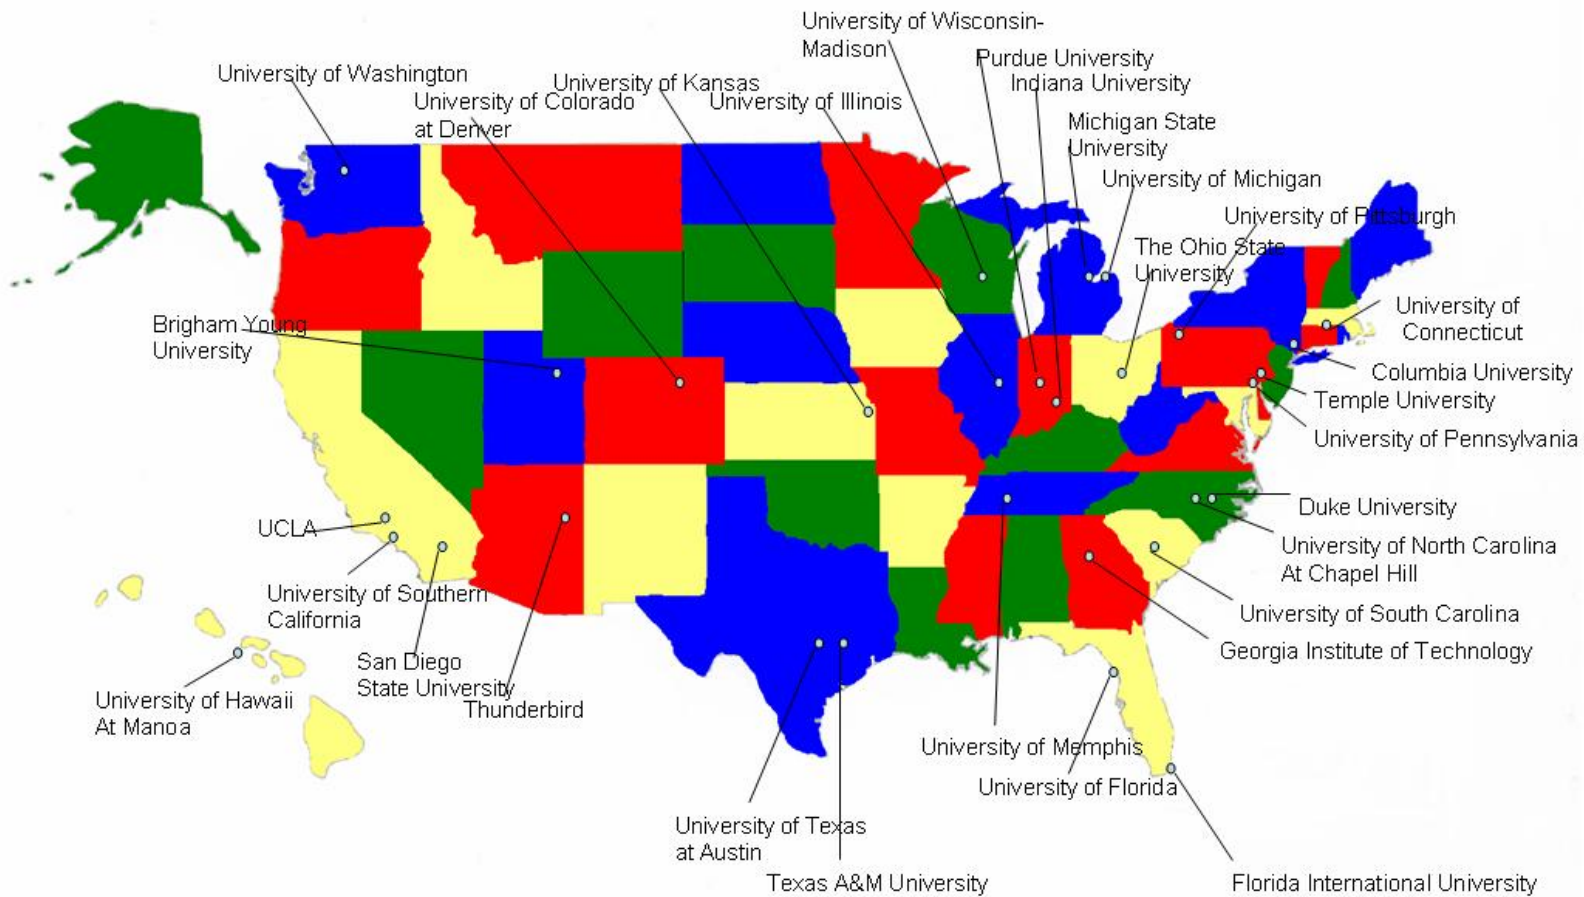 University of Wisconsin-
Madison
Purdue University
Indiana University
University of Washington
University of Kansas
University of Colorado
at Denver
University of Illinois
Michigan State
University
University of Michigan
University of Pittsburgh
The Ohio State
University
University of
Connecticut
Brigham Young
University
Columbia University
Temple University
University of Pennsylvania
Duke University
UCLA
University of North Carolina
At Chapel Hill
University of Southern
California
University of South Carolina
Georgia Institute of Technology
San Diego
State University
Thunderbird
University of Hawaii
At Manoa
University of Memphis
University of Florida
University of Texas
at Austin
Texas A&M University
Florida International University